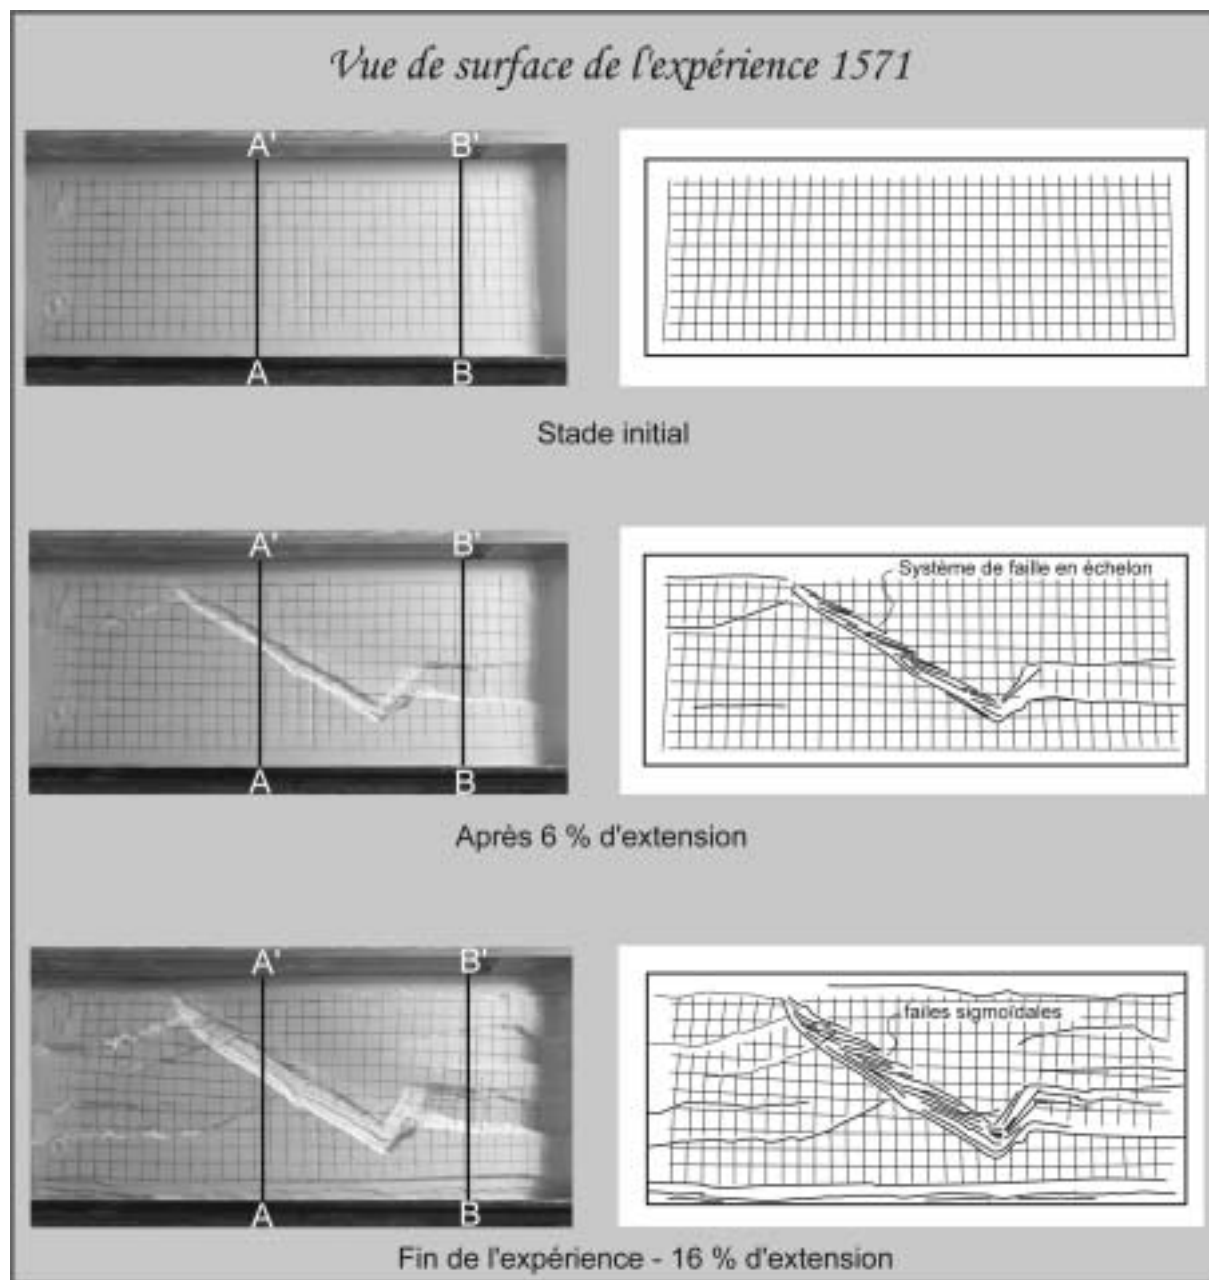 Vue de surface de l'expérience 1571
A' B'
A B
Stade initial
A' B'
Système de faille en échelon
A B
Après 6 % d'extension
A' B'
failes sigmoïdales
A B
Fin de l'expérience - 16 % d'extension